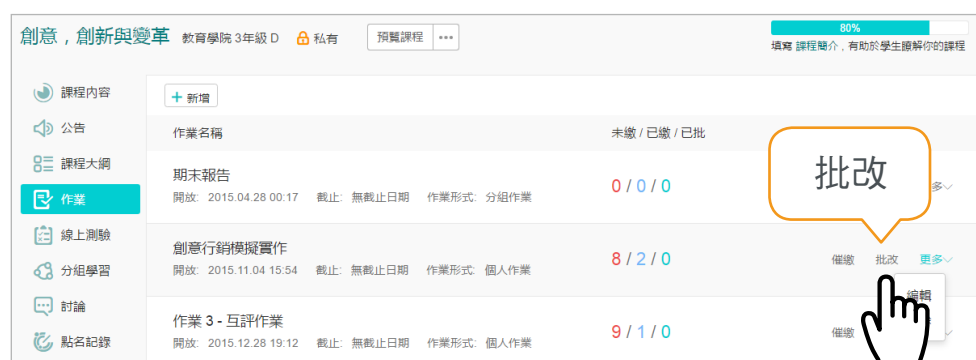 創意 , 創新與變革 教育學院 3年級 D 私有 預覽課程 •••
80%
填寫 課程簡介 , 有助於學生瞭解你的課程
課程內容
公告
課程大綱
作業
線上測驗
分組學習
討論
點名記錄
+ 新增
作業名稱 未繳 / 已繳 / 已批
期末報告 0 / 0 / 0
開放: 2015.04.28 00:17 截止: 無截止日期 作業形式: 分組作業
創意行銷模擬實作 8 / 2 / 0 催繳 批改 更多
開放: 2015.11.04 15:54 截止: 無截止日期 作業形式: 個人作業
作業 3 - 互評作業 9 / 1 / 0 催繳
開放: 2015.12.28 19:12 截止: 無截止日期 作業形式: 個人作業
批改
編輯